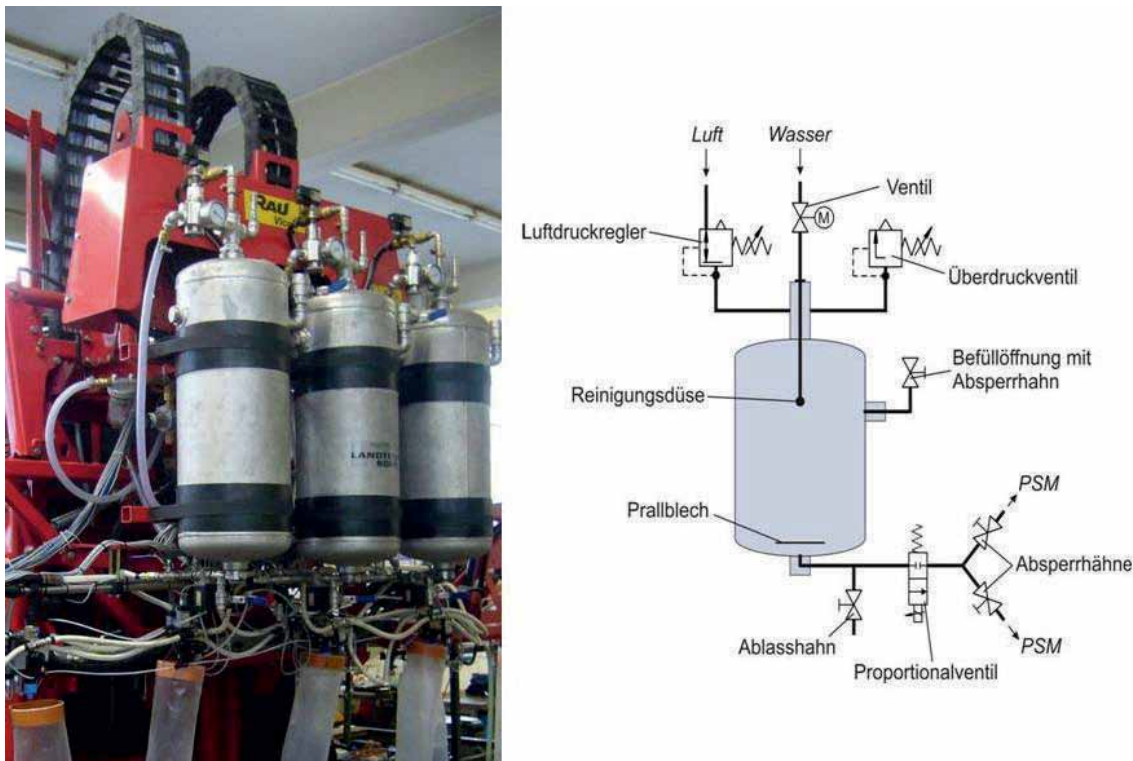 RAU
Luft
Wasser
Ventil
M
Luftdruckregler
Überdruckventil
Befüllöffnung mit
Absperrhahn
Reinigungsdüse
Prallblech
PSM
Absperrhähne
PSM
Ablasshahn
Proportionalventil